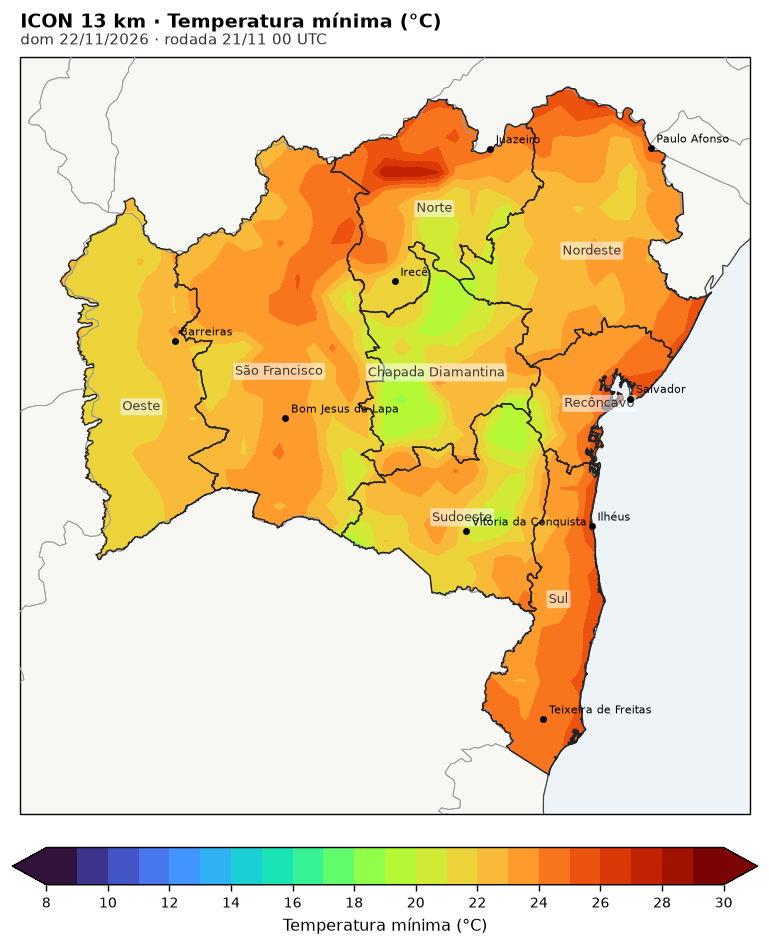 ICON 13 km · Temperatura mínima (°C)
dom 22/11/2026 · rodada 21/11 00 UTC
Juazeiro
Paulo Afonso
Norte
Nordeste
Irecê
Barreiras
São Francisco
Chapada Diamantina
Salvador
Oeste
Recôncavo
Bom Jesus da Lapa
Sudoeste
Vitória da Conquista
Ilhéus
Sul
Teixeira de Freitas
8 10 12 14 16 18 20 22 24 26 28 30
Temperatura mínima (°C)